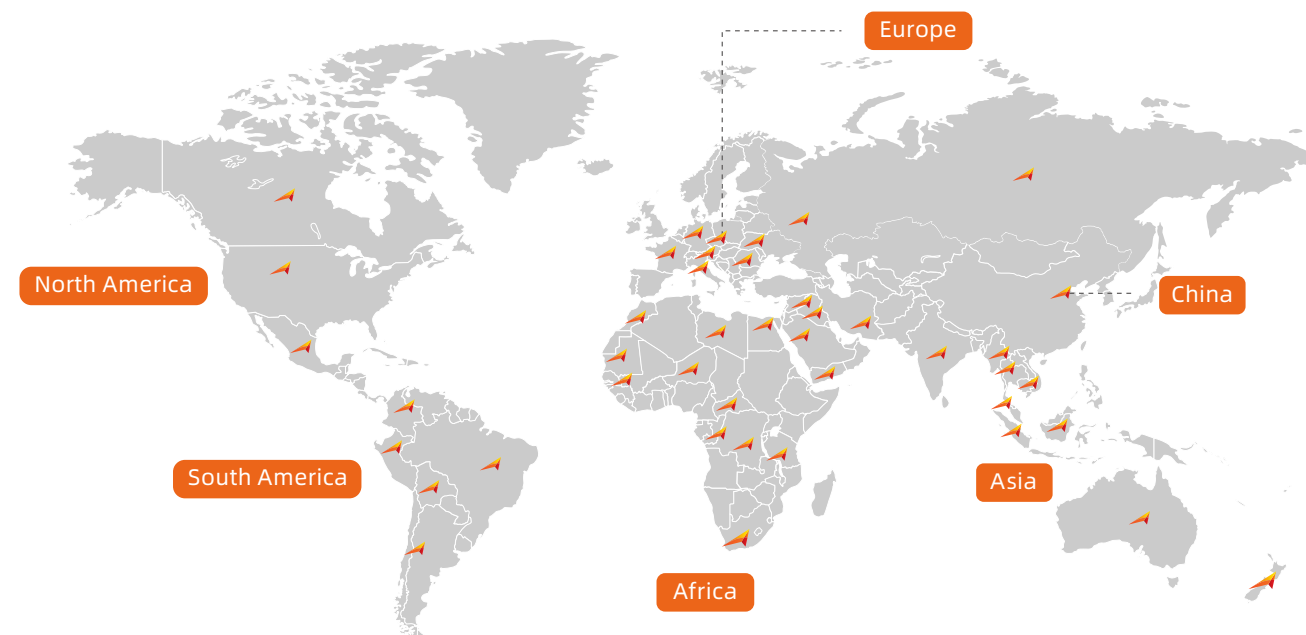 Europe
North America
China
South America
Asia
Africa